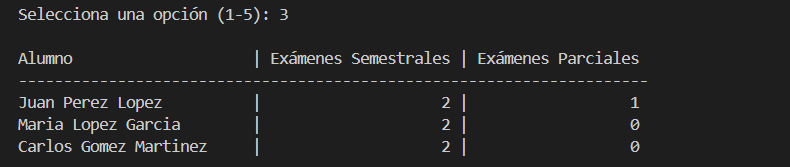 Selecciona una opción (1-5): 3
Alumno | Exámenes Semestrales | Exámenes Parciales
----------------------------------------------------------------------
Juan Perez Lopez | 2 | 1
Maria Lopez Garcia | 2 | 0
Carlos Gomez Martinez | 2 | 0